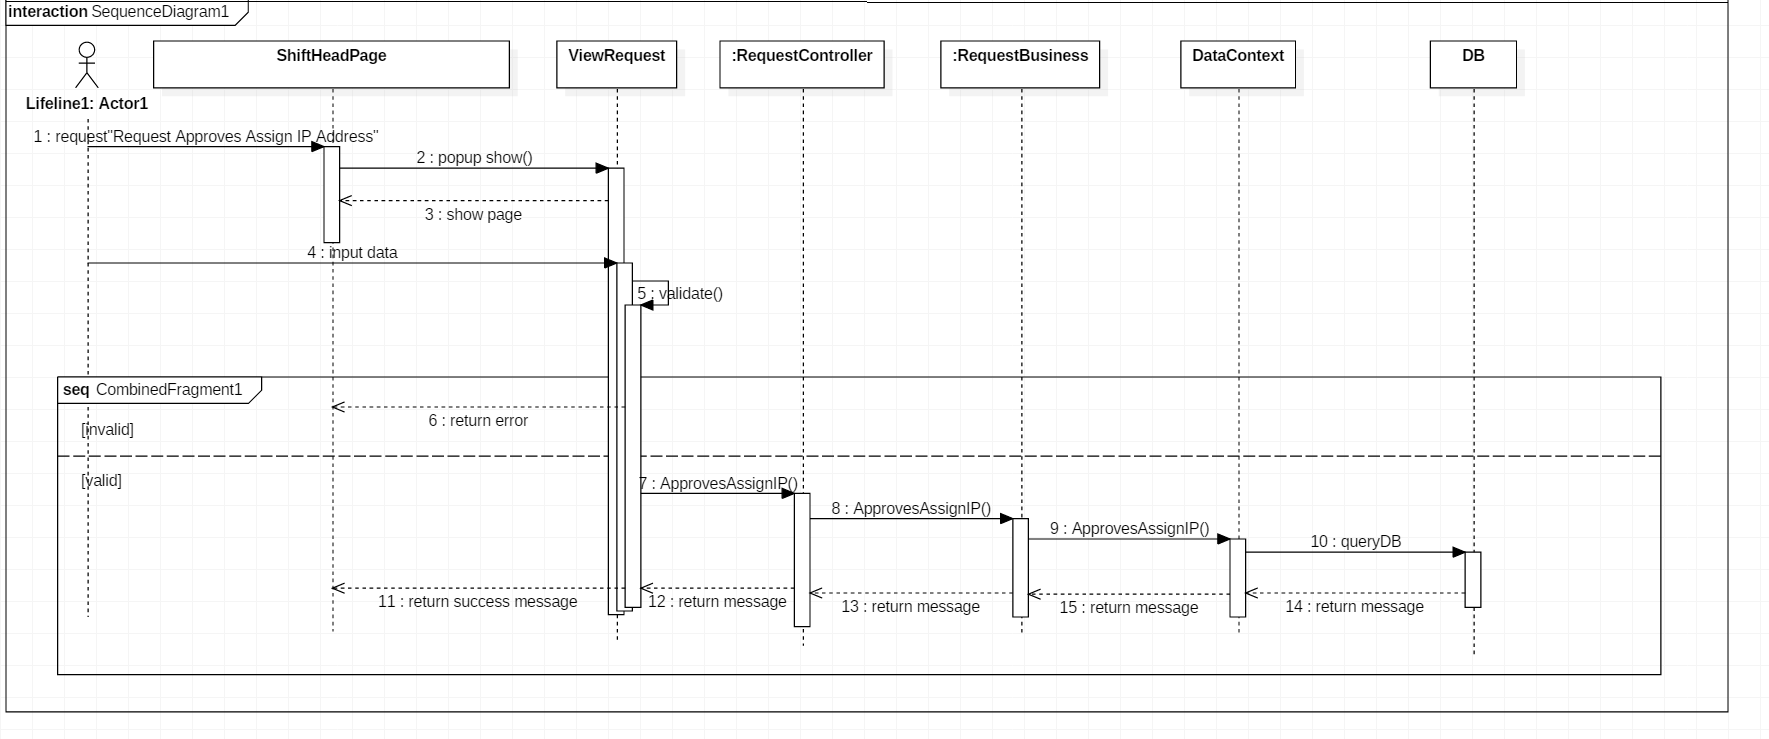 interaction SequenceDiagram1
ShiftHeadPage
ViewRequest
:RequestController
:RequestBusiness
DataContext
DB
Lifeline1: Actor1
1 : request"Request Approves Assign IP Address"
2 : popup show()
3 : show page
4 : input data
5 : validate()
seq CombinedFragment1
6 : return error
[invalid]
[valid]
7 : ApprovesAssignIP()
8 : ApprovesAssignIP()
9 : ApprovesAssignIP()
10 : queryDB
11 : return success message
12 : return message
13 : return message
15 : return message
14 : return message